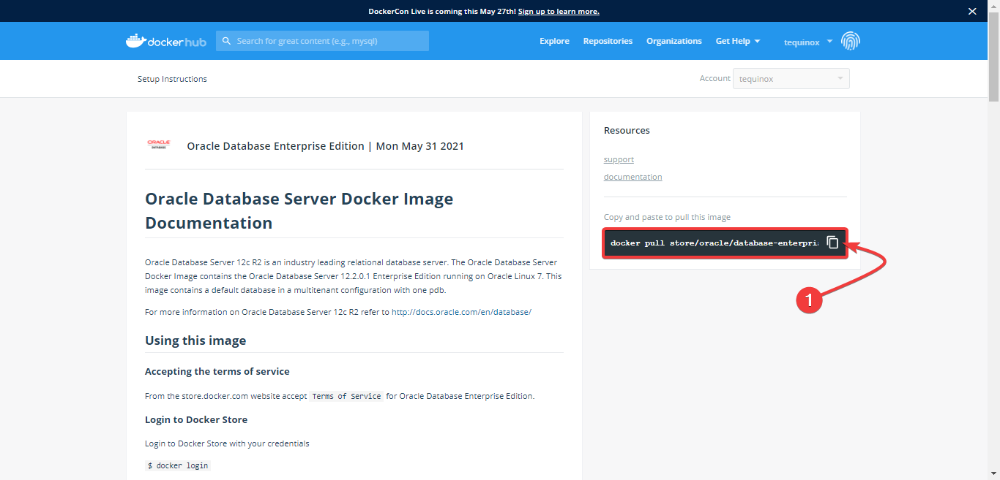 DockerCon Live is coming this May 27th! Sign up to learn more.
dockerhub
Search for great content (e.g., mysql)
Explore
Repositories
Organizations
Get Help
tequinox
Setup Instructions
Account
tequinox
ORACLE
DATABASE
Oracle Database Enterprise Edition | Mon May 31 2021
Oracle Database Server Docker Image
Documentation
Oracle Database Server 12c R2 is an industry leading relational database server. The Oracle Database Server
Docker Image contains the Oracle Database Server 12.2.0.1 Enterprise Edition running on Oracle Linux 7. This
image contains a default database in a multitenant configuration with one pdb.
For more information on Oracle Database Server 12c R2 refer to http://docs.oracle.com/en/database/
Using this image
Accepting the terms of service
From the store.docker.com website accept Terms of Service for Oracle Database Enterprise Edition.
Login to Docker Store
Login to Docker Store with your credentials
$ docker login
Resources
support
documentation
Copy and paste to pull this image
docker pull store/oracle/database-enterpri
1